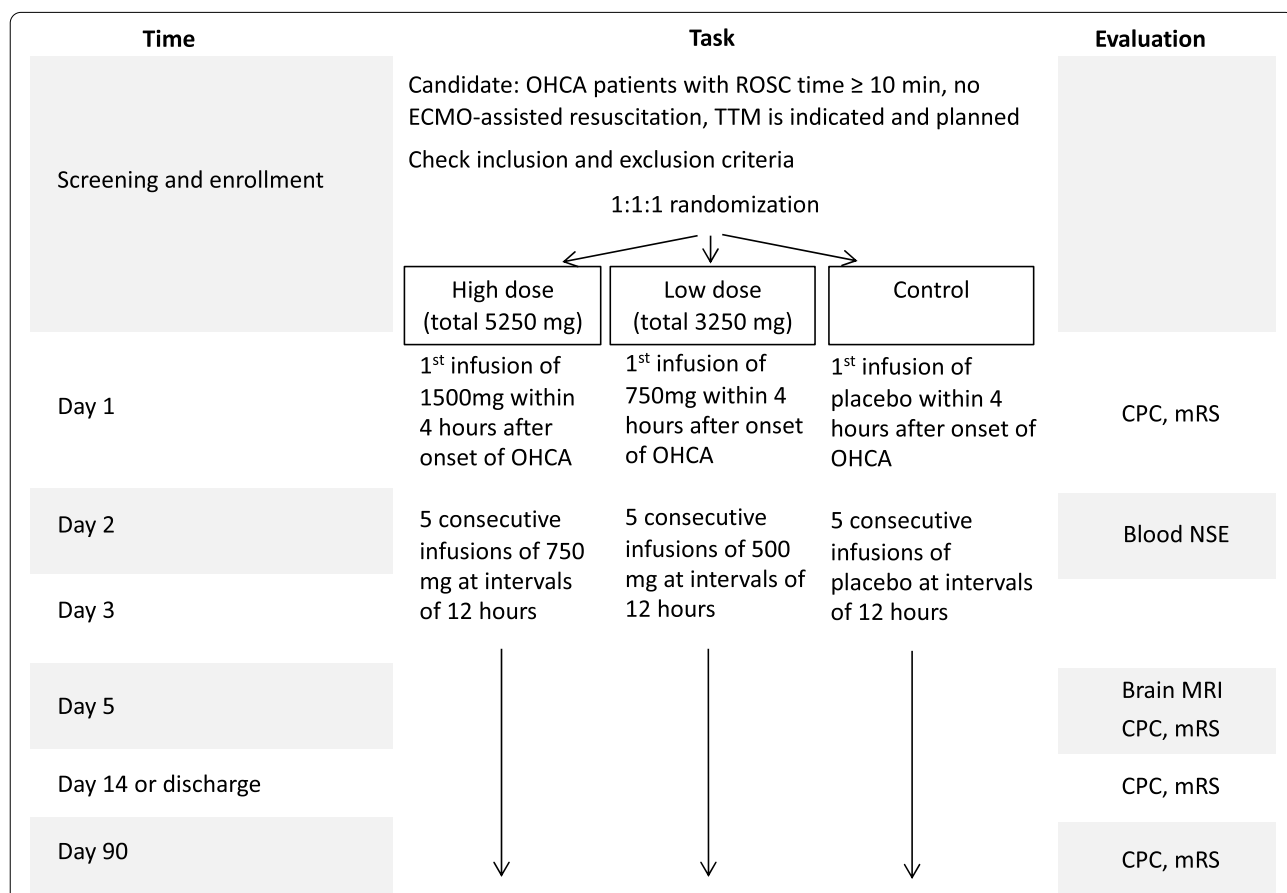 Time Task Evaluation
Candidate: OHCA patients with ROSC time ≥ 10 min, no
ECMO-assisted resuscitation, TTM is indicated and planned
Check inclusion and exclusion criteria
Screening and enrollment
1:1:1 randomization
High dose
(total 5250 mg)
Low dose
(total 3250 mg)
Control
Day 1
1st infusion of
1500mg within
4 hours after
onset of OHCA
1st infusion of
750mg within 4
hours after onset
of OHCA
1st infusion of
placebo within 4
hours after onset of
OHCA
CPC, mRS
Day 2
5 consecutive
infusions of 750
mg at intervals
of 12 hours
5 consecutive
infusions of 500
mg at intervals of
12 hours
5 consecutive
infusions of
placebo at intervals
of 12 hours
Blood NSE
Day 3
Day 5
Brain MRI
CPC, mRS
Day 14 or discharge
CPC, mRS
Day 90
CPC, mRS